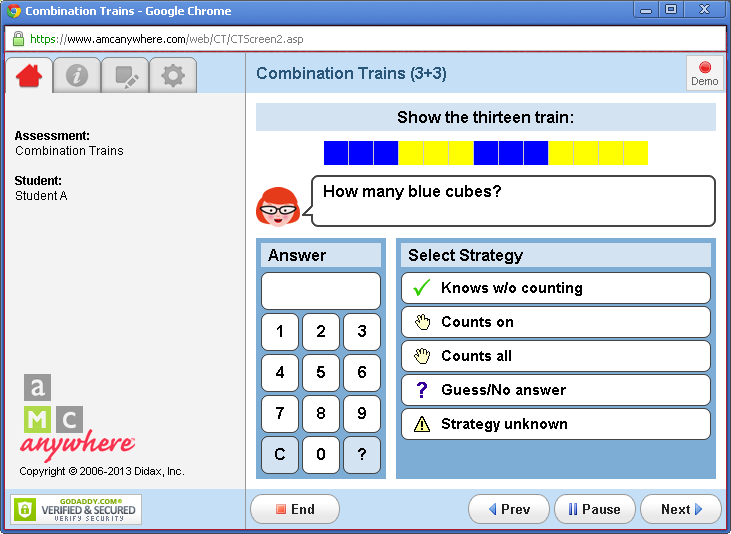 Combination Trains - Google Chrome
https://www.amcanywhere.com/web/CT/CTScreen2.asp
Combination Trains (3+3)
Demo
Assessment:
Combination Trains
Student:
Student A
Show the thirteen train:
How many blue cubes?
Answer
1 2 3
4 5 6
7 8 9
C 0 ?
Select Strategy
Knows w/o counting
Counts on
Counts all
? Guess/No answer
Strategy unknown
a
M C
anywhere
Copyright © 2006-2013 Didax, Inc.
GODADDY.COM®
VERIFIED & SECURED
VERIFY SECURITY
End
Prev
Pause
Next